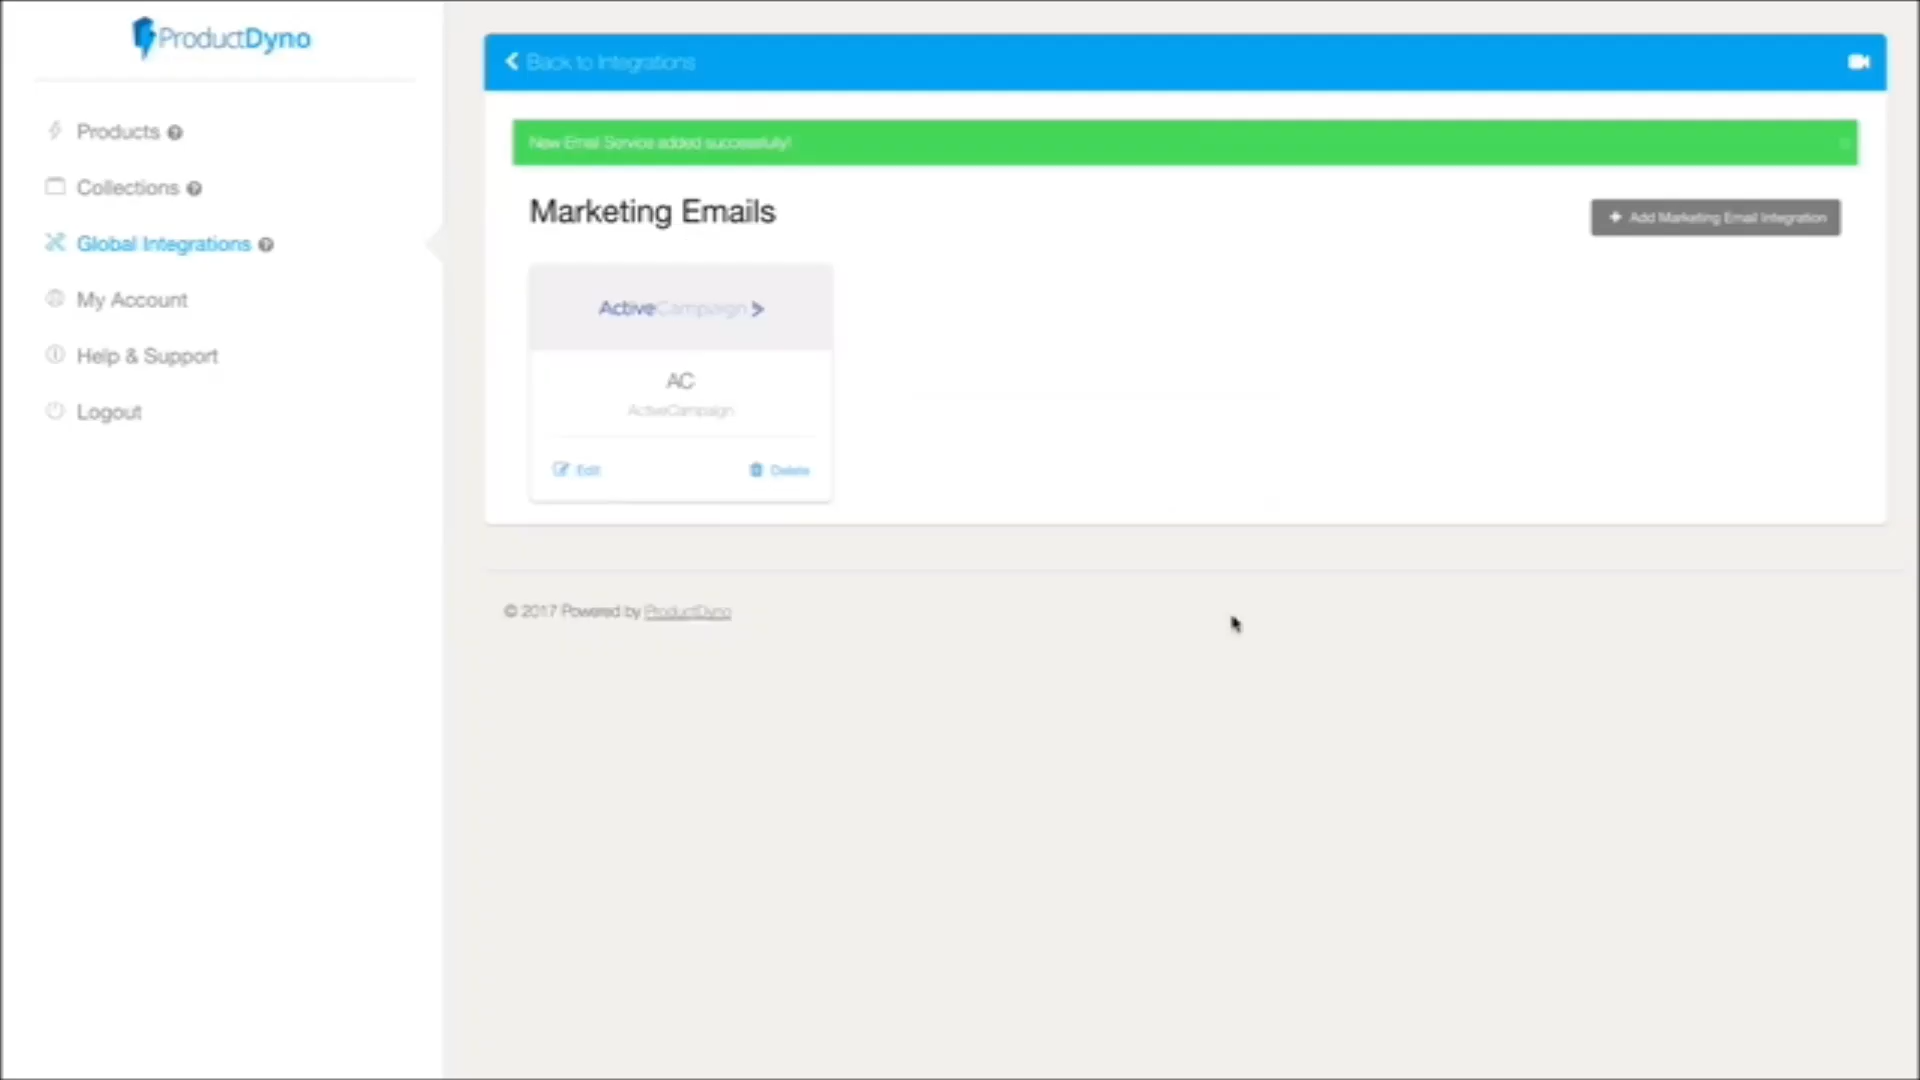 ProductDyno
Products
Collections
Global Integrations
My Account
Help & Support
Logout
Back to Integrations
New Email Service added successfully!
Marketing Emails
Add Marketing Email Integration
ActiveCampaign >
AC
ActiveCampaign
Edit
Delete
© 2017 Powered by ProductDyno